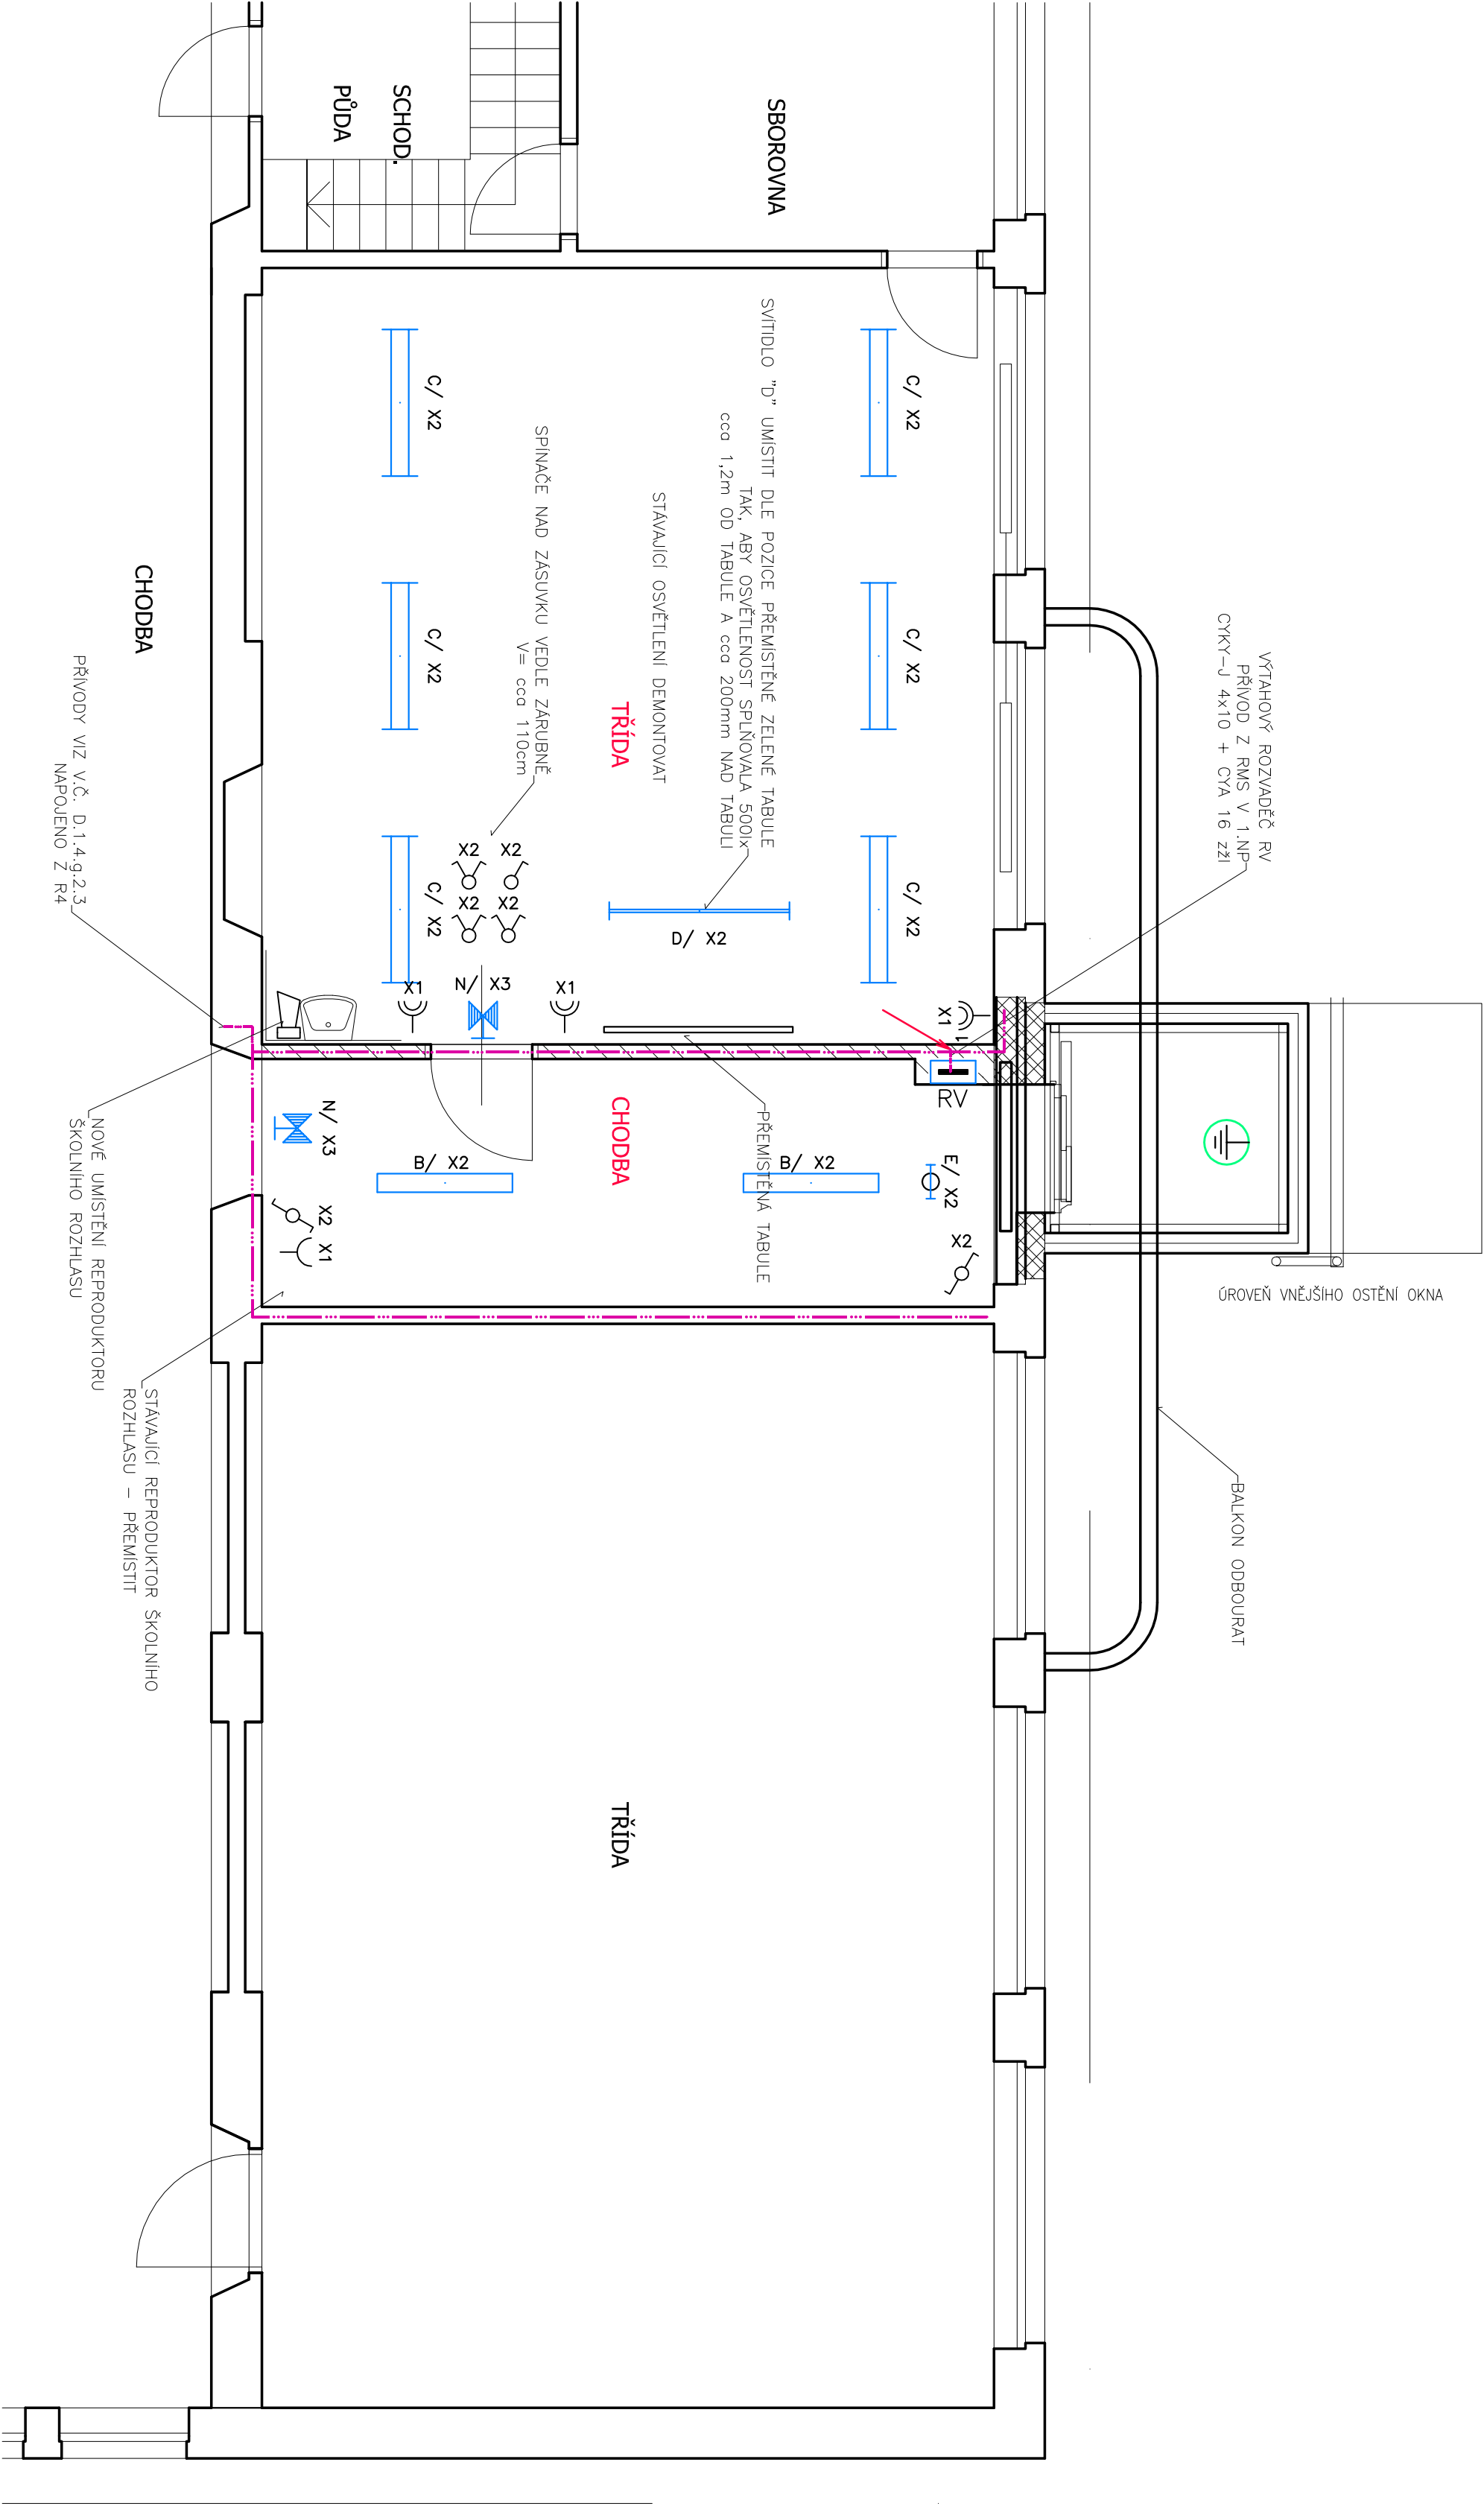 SBOROVNA
SCHOD.
PŮDA
VÝTAHOVÝ ROZVADĚČ RV
PŘÍVOD Z RMS V 1.NP
CYKY-J 4x10 + CYA 16 zžl
SVÍTIDLO "D" UMÍSTIT DLE POZICE PŘEMÍSTĚNÉ ZELENÉ TABULE
TAK, ABY OSVĚTLENOST SPLŇOVALA 500lx
cca 1,2m OD TABULE A cca 200mm NAD TABULI
STÁVAJÍCÍ OSVĚTLENÍ DEMONTOVAT
SPÍNAČE NAD ZÁSUVKU VEDLE ZÁRUBNĚ
V= cca 110cm
C/ X2
C/ X2
C/ X2
C/ X2
C/ X2
C/ X2
TŘÍDA
CHODBA
PŘÍVODY VIZ V.Č. D.1.4.g.2.3
NAPOJENO Z R4
X2
X2
X2
X2
D/ X2
X1
N/ X3
X1
X1
1
RV
CHODBA
PŘEMÍSTĚNÁ TABULE
N/ X3
B/ X2
B/ X2
E/ X2
X2
X1
X2
ÚROVEŇ VNĚJŠÍHO OSTĚNÍ OKNA
NOVÉ UMÍSTĚNÍ REPRODUKTORU
ŠKOLNÍHO ROZHLASU
STÁVAJÍCÍ REPRODUKTOR ŠKOLNÍHO
ROZHLASU - PŘEMÍSTIT
BALKON ODBOURAT
TŘÍDA